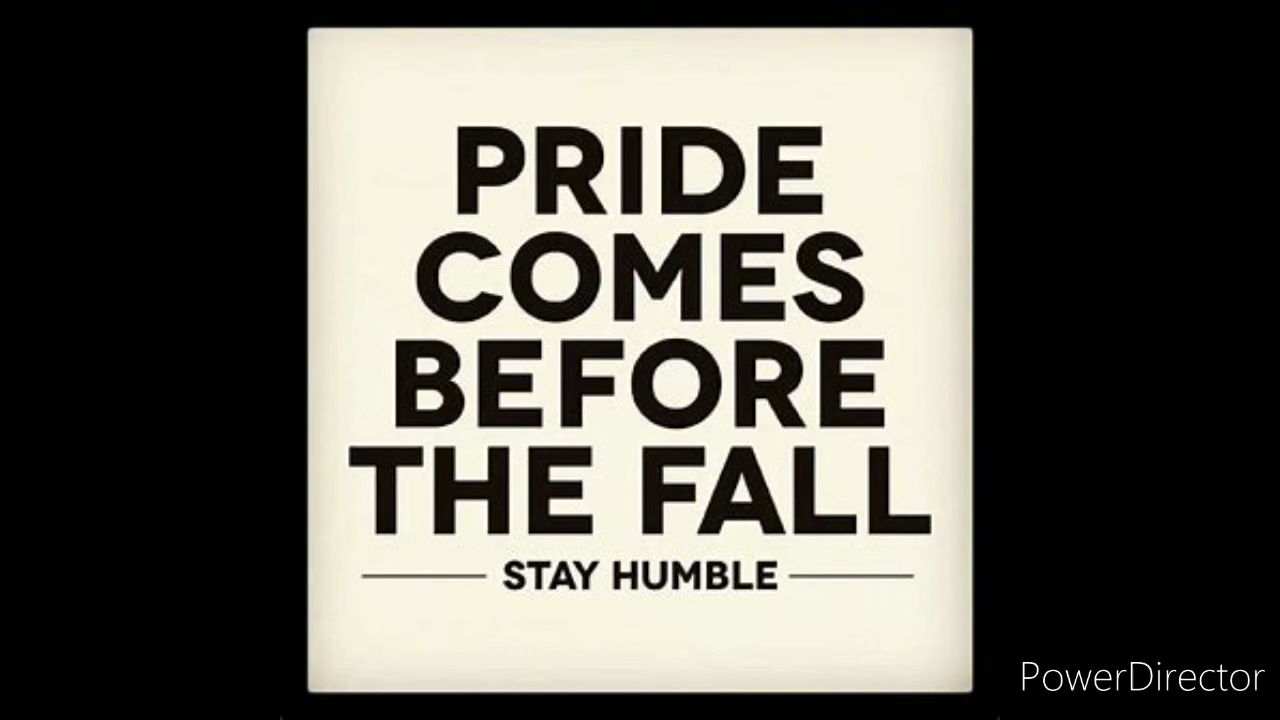 PRIDE
COMES
BEFORE
THE FALL
STAY HUMBLE
PowerDirector